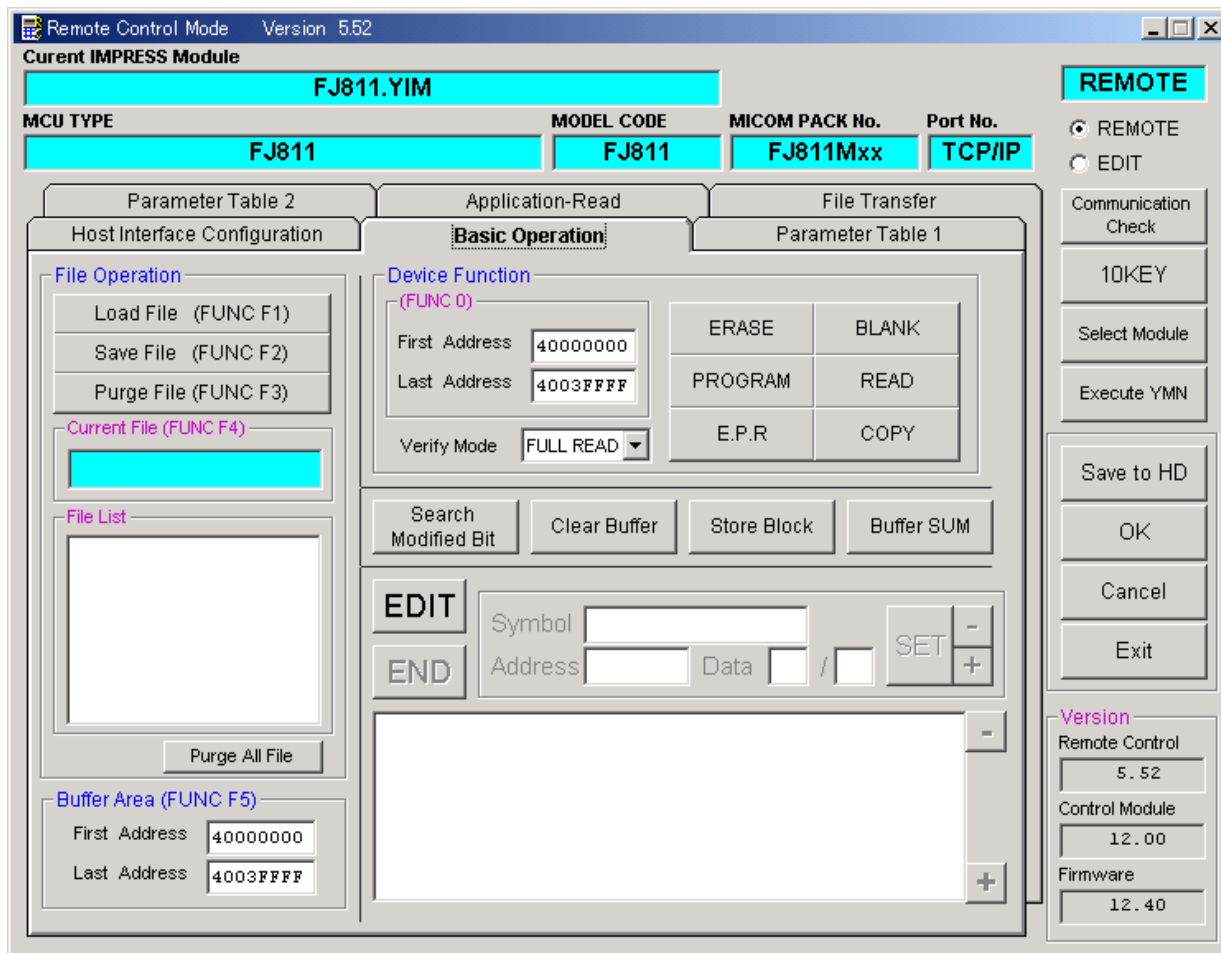 Remote Control Mode Version 5.52
Curent IMPRESS Module
FJ811.YIM
REMOTE
MCU TYPE MODEL CODE MICOM PACK No. Port No.
FJ811 FJ811 FJ811Mxx TCP/IP
REMOTE
EDIT
Parameter Table 2 Application-Read File Transfer
Host Interface Configuration Basic Operation Parameter Table 1
File Operation
Load File (FUNC F1)
Save File (FUNC F2)
Purge File (FUNC F3)
Current File (FUNC F4)
File List
Purge All File
Buffer Area (FUNC F5)
First Address 40000000
Last Address 4003FFFF
Device Function
(FUNC 0)
First Address 40000000
Last Address 4003FFFF
Verify Mode FULL READ
ERASE BLANK
PROGRAM READ
E.P.R COPY
Search
Modified Bit
Clear Buffer
Store Block
Buffer SUM
EDIT
END
Symbol
Address Data /
SET
-
+
-
+
Communication
Check
10KEY
Select Module
Execute YMN
Save to HD
OK
Cancel
Exit
Version
Remote Control
5.52
Control Module
12.00
Firmware
12.40